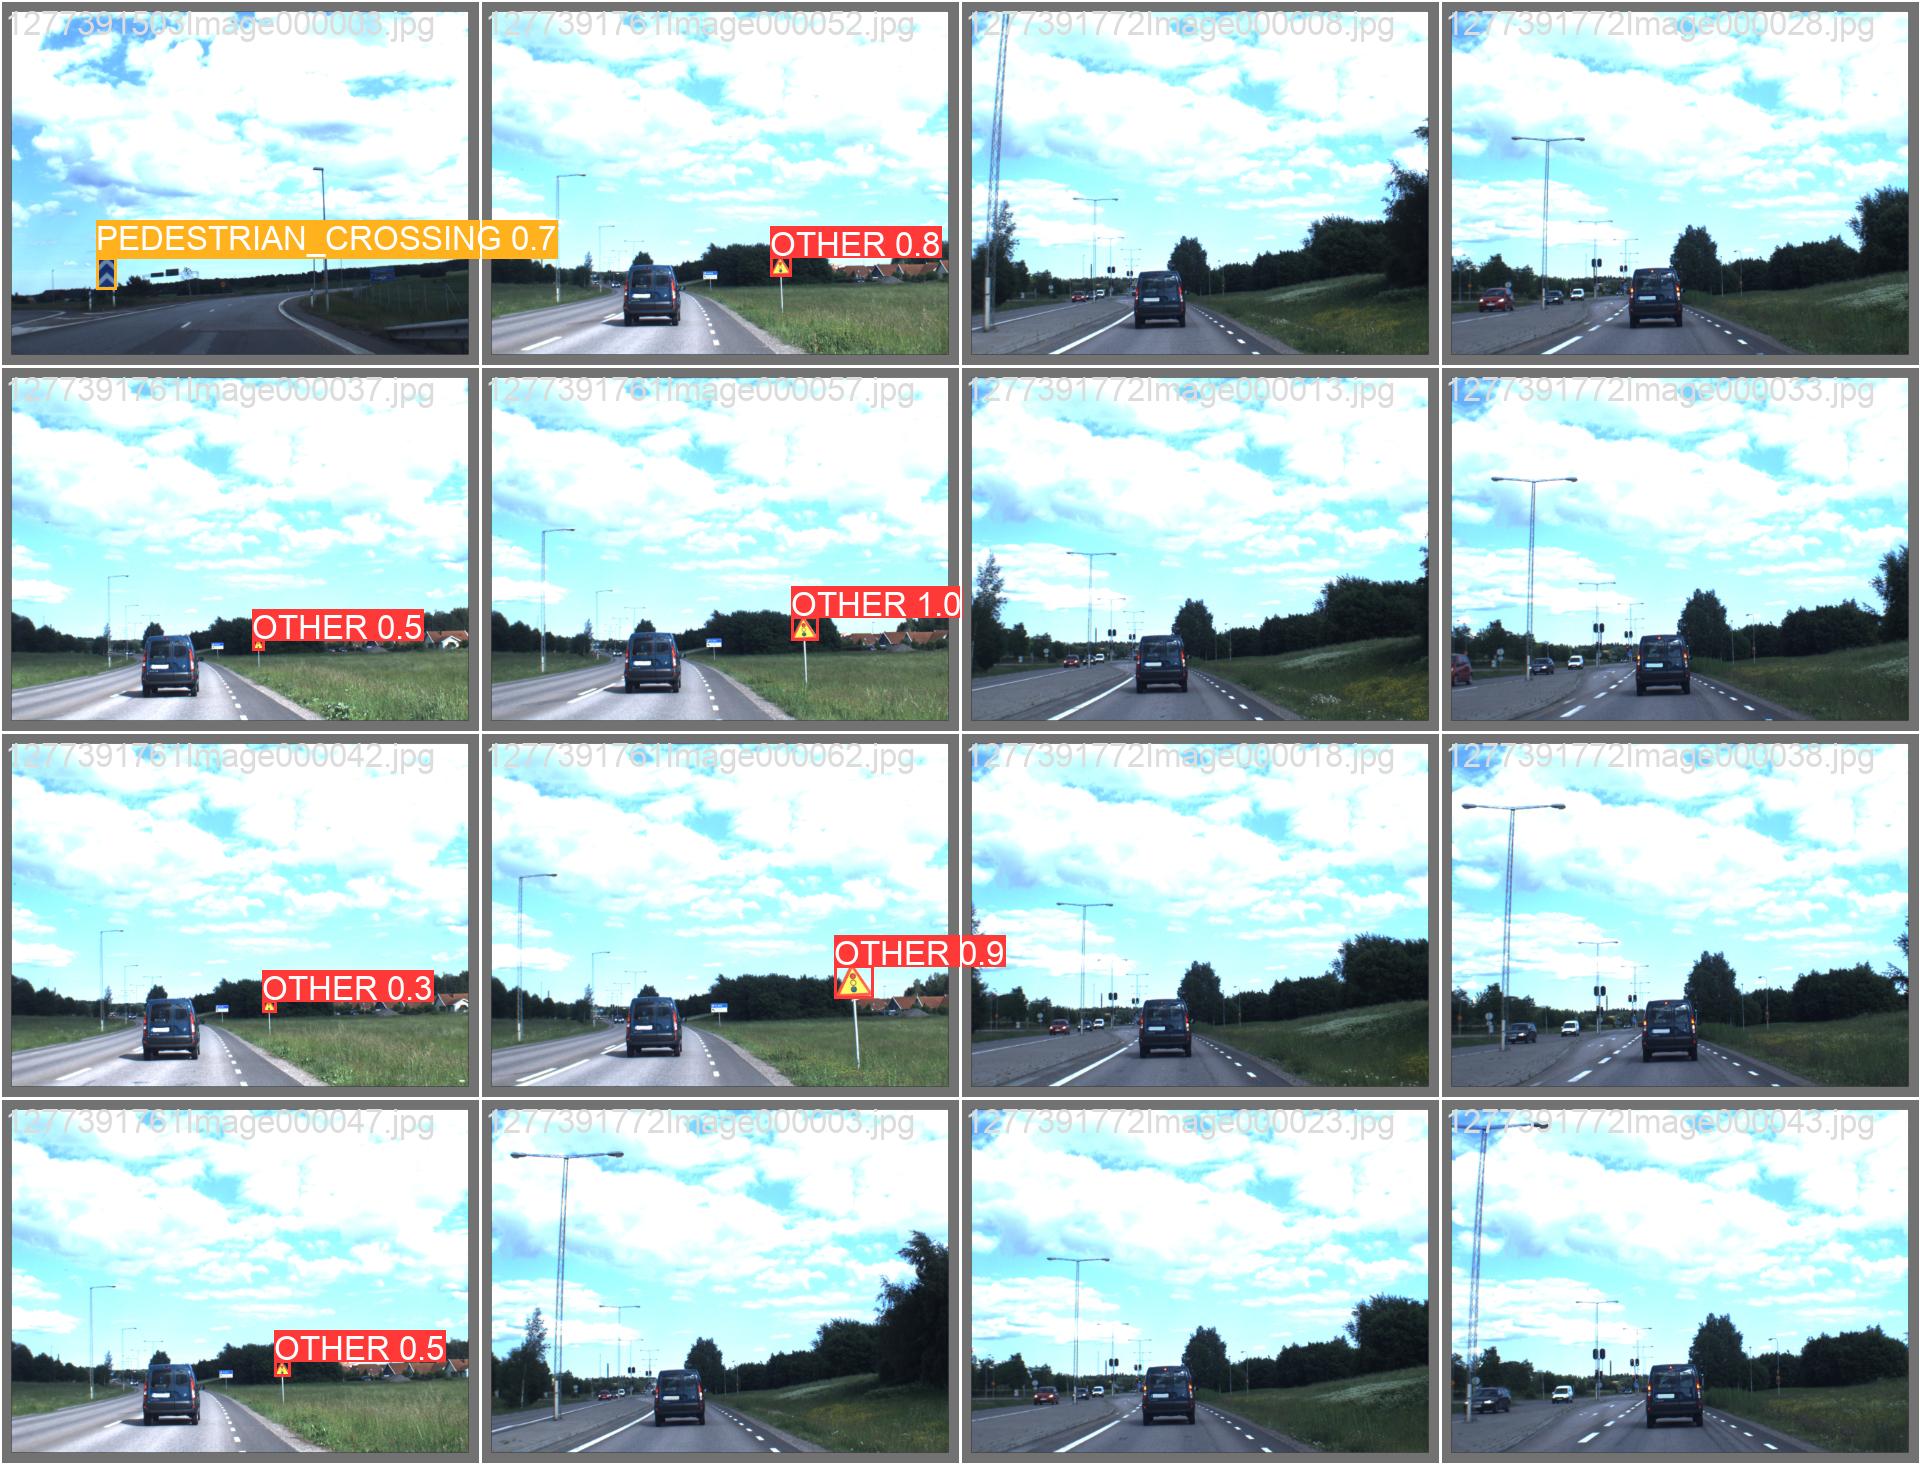 1277391503Image000003.jpg
1277391761Image000052.jpg
1277391772Image000008.jpg
1277391772Image000028.jpg
PEDESTRIAN_CROSSING 0.7
OTHER 0.8
1277391761Image000037.jpg
1277391761Image000057.jpg
1277391772Image000013.jpg
1277391772Image000033.jpg
OTHER 0.5
OTHER 1.0
1277391761Image000042.jpg
1277391761Image000062.jpg
1277391772Image000018.jpg
1277391772Image000038.jpg
OTHER 0.3
OTHER 0.9
1277391761Image000047.jpg
1277391772Image000003.jpg
1277391772Image000023.jpg
1277391772Image000043.jpg
OTHER 0.5